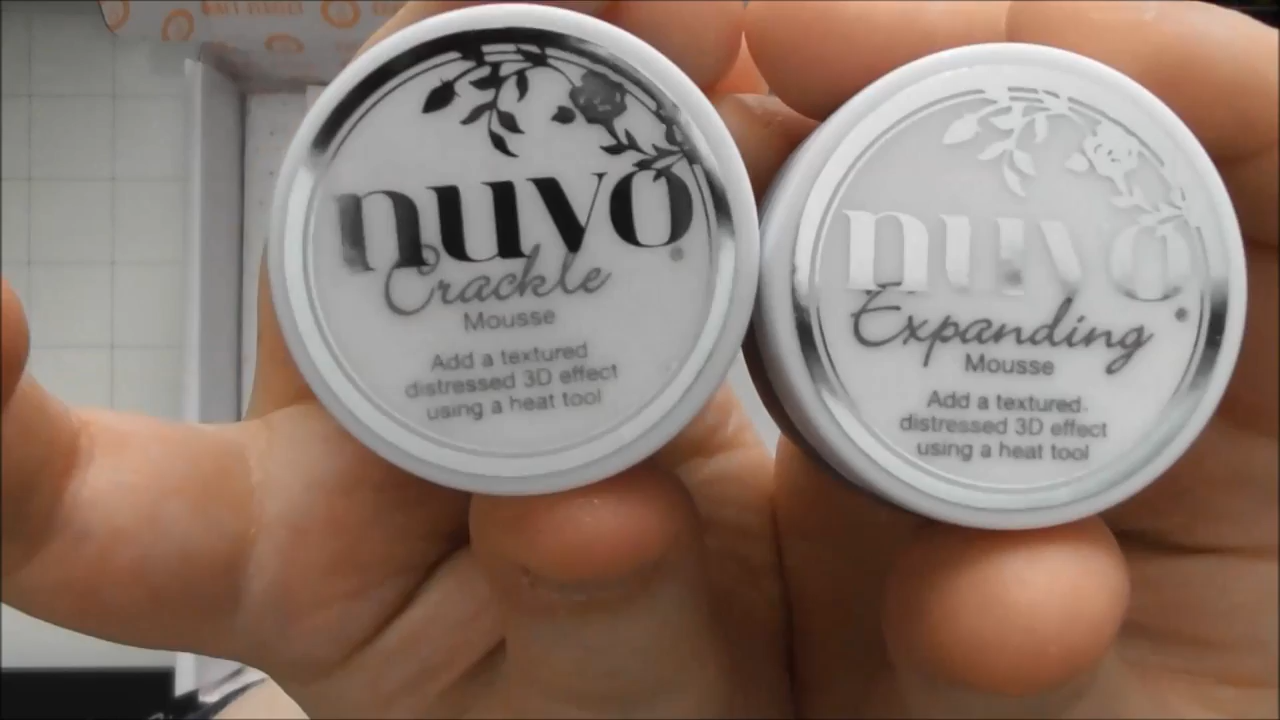 nuvo®
Crackle
Mousse
Add a textured
distressed 3D effect
using a heat tool
nuvo®
Expanding
Mousse
Add a textured
distressed 3D effect
using a heat tool